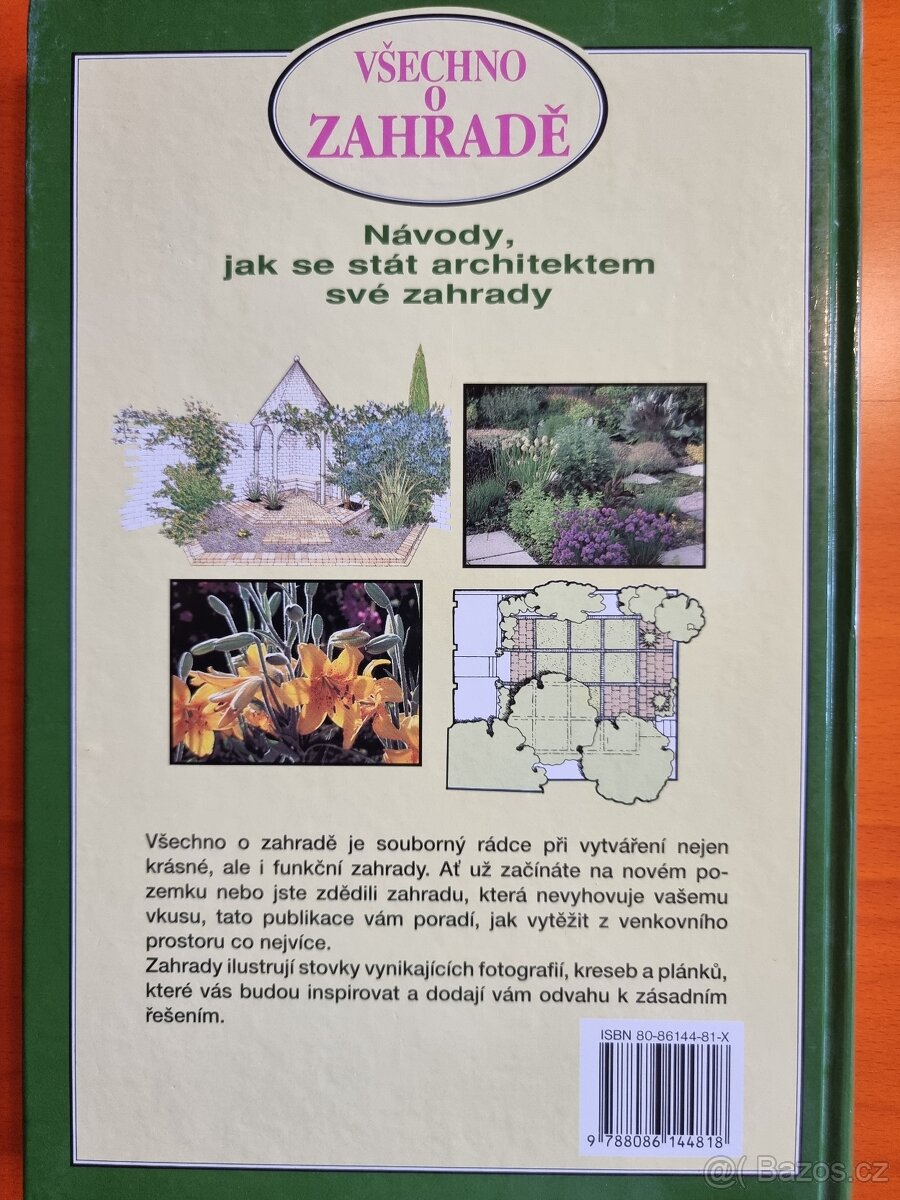 VŠECHNO
O
ZAHRADĚ
Návody,
jak se stát architektem
své zahrady
Všechno o zahradě je souborný rádce při vytváření nejen
krásné, ale i funkční zahrady. Ať už začínáte na novém po-
zemku nebo jste zdědili zahradu, která nevyhovuje vašemu
vkusu, tato publikace vám poradí, jak vytěžit z venkovního
prostoru co nejvíce.
Zahrady ilustrují stovky vynikajících fotografií, kreseb a plánků,
které vás budou inspirovat a dodají vám odvahu k zásadním
řešením.
ISBN 80-86144-81-X
9 788086 144818
@( Bazos.cz